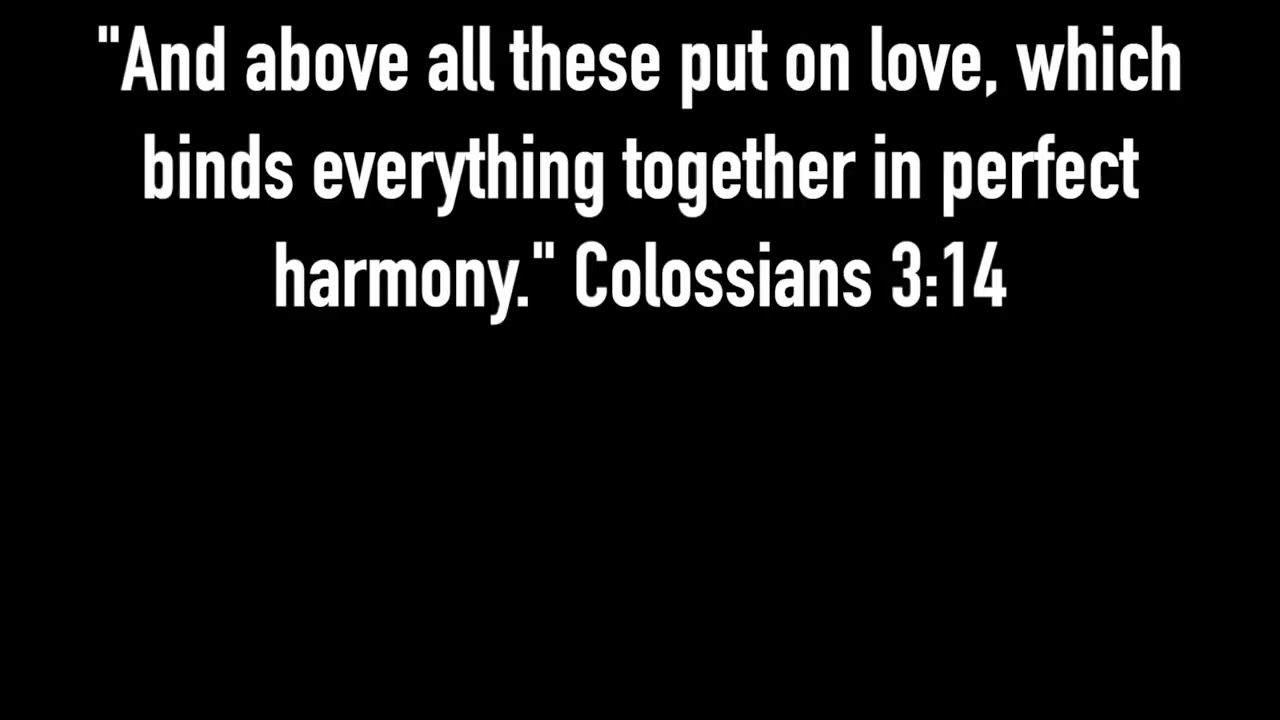 "And above all these put on love, which
binds everything together in perfect
harmony." Colossians 3:14